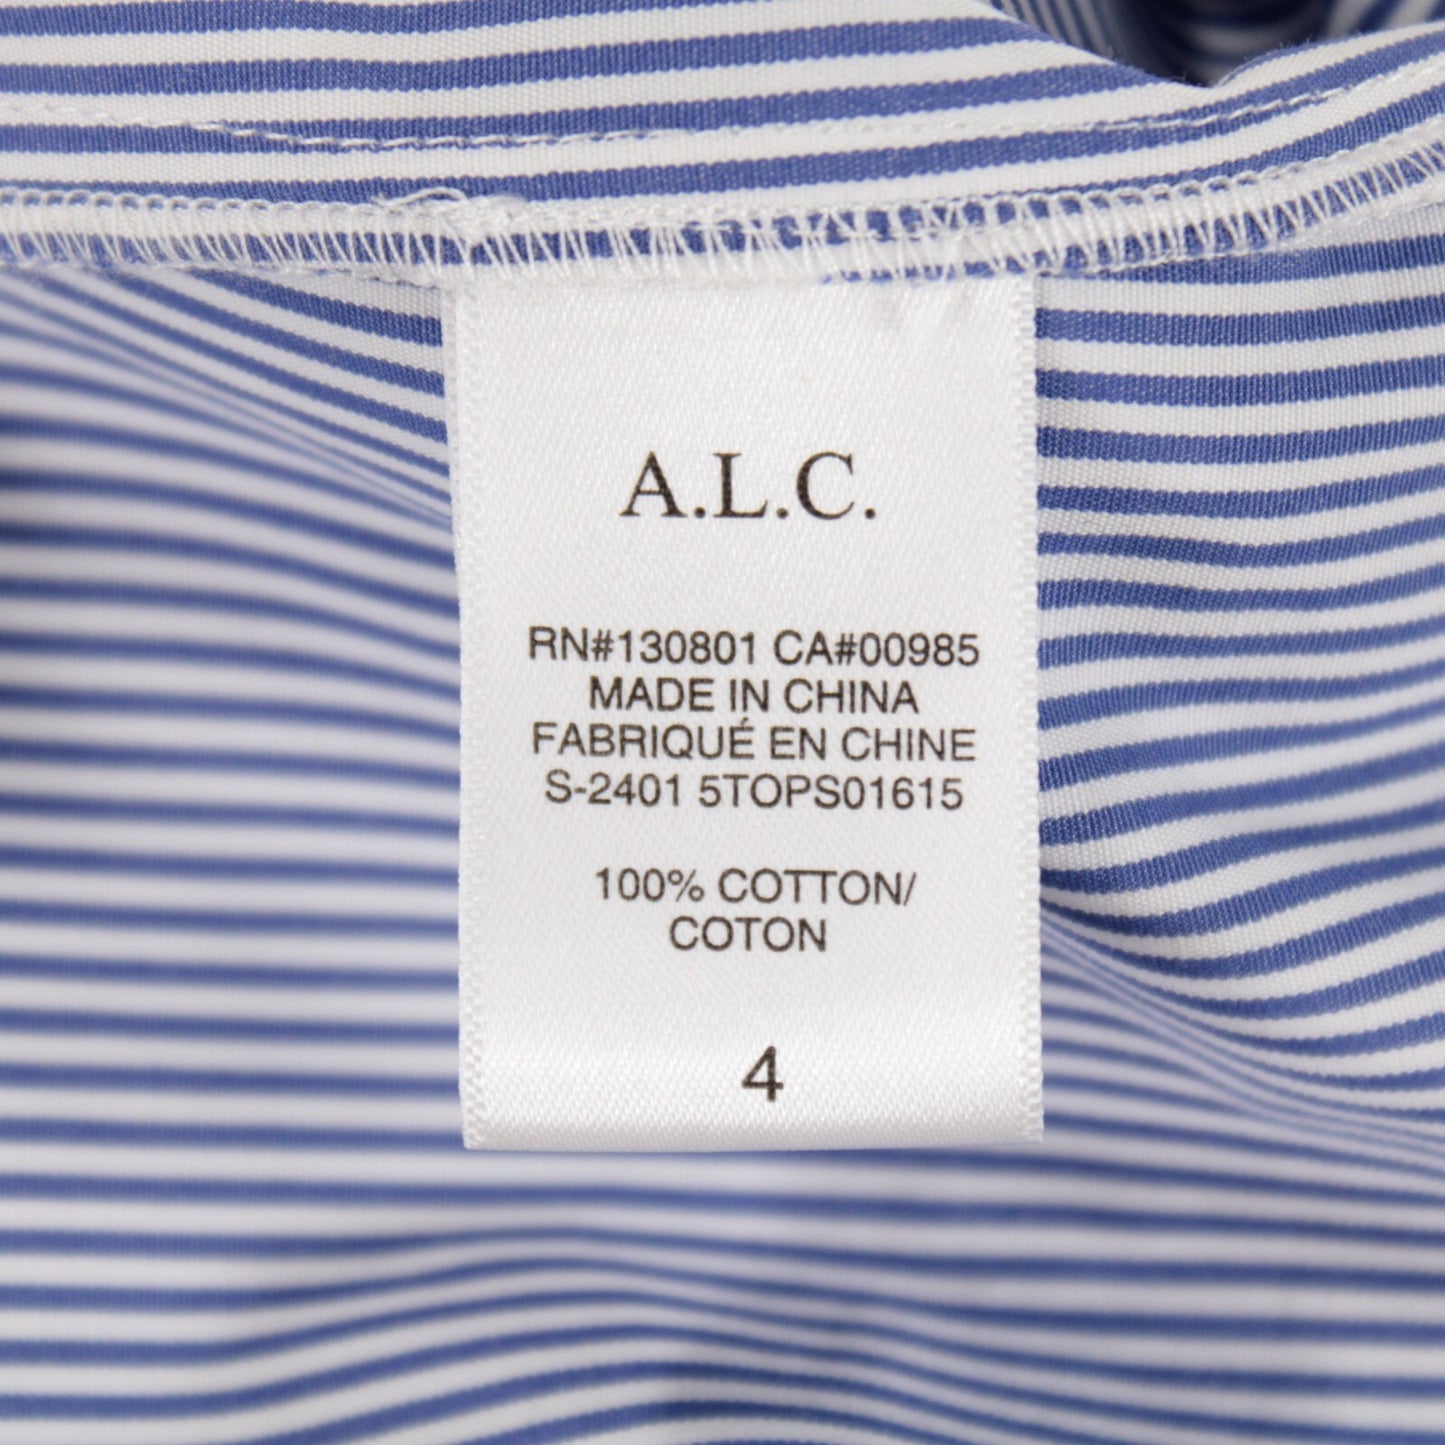 A.L.C.
RN#130801 CA#00985
MADE IN CHINA
FABRIQUÉ EN CHINE
S-2401 5TOPS01615
100% COTTON/
COTON
4